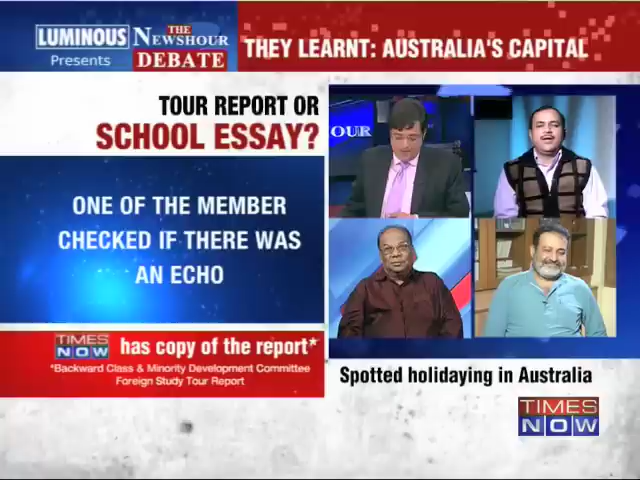 LUMINOUS
Presents
THE
NEWSHOUR
DEBATE
THEY LEARNT: AUSTRALIA'S CAPITAL
TOUR REPORT OR
SCHOOL ESSAY?
OUR
ONE OF THE MEMBER
CHECKED IF THERE WAS
AN ECHO
TIMES
NOW
has copy of the report*
*Backward Class & Minority Development Committee
Foreign Study Tour Report
Spotted holidaying in Australia
TIMES
NOW